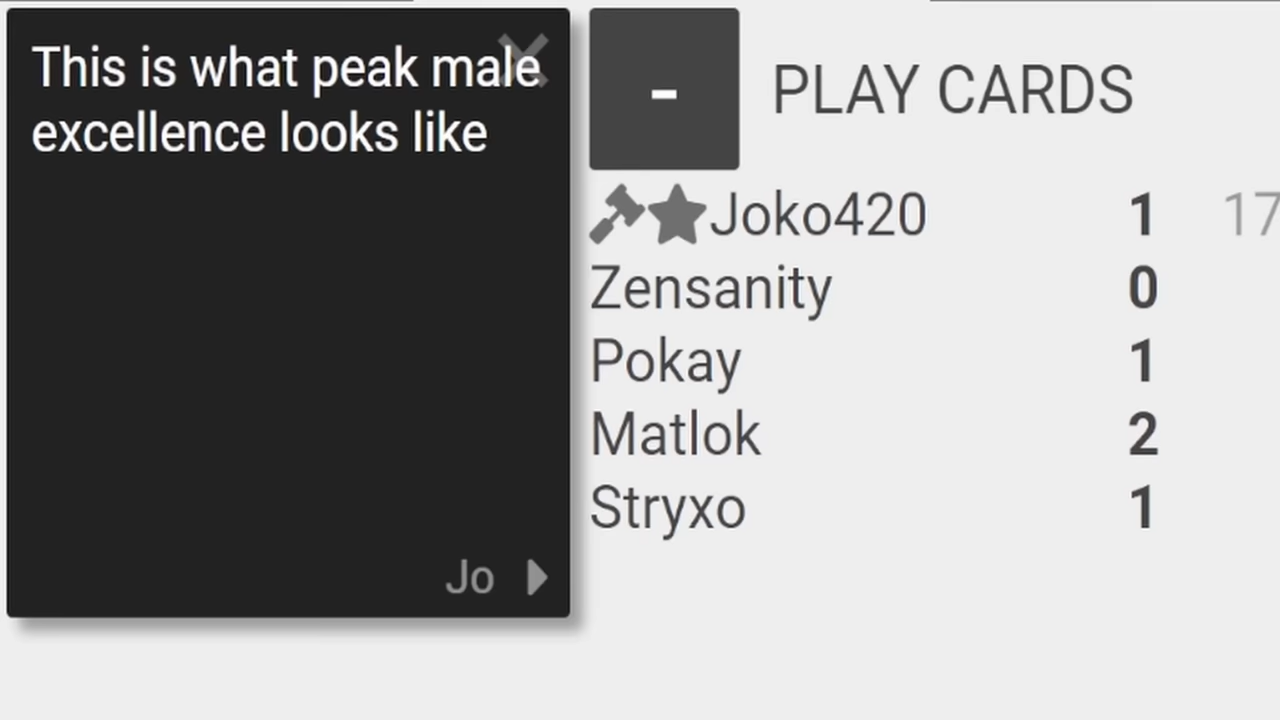 This is what peak male
excellence looks like
Jo
-
PLAY CARDS
Joko420 1 17
Zensanity 0
Pokay 1
Matlok 2
Stryxo 1